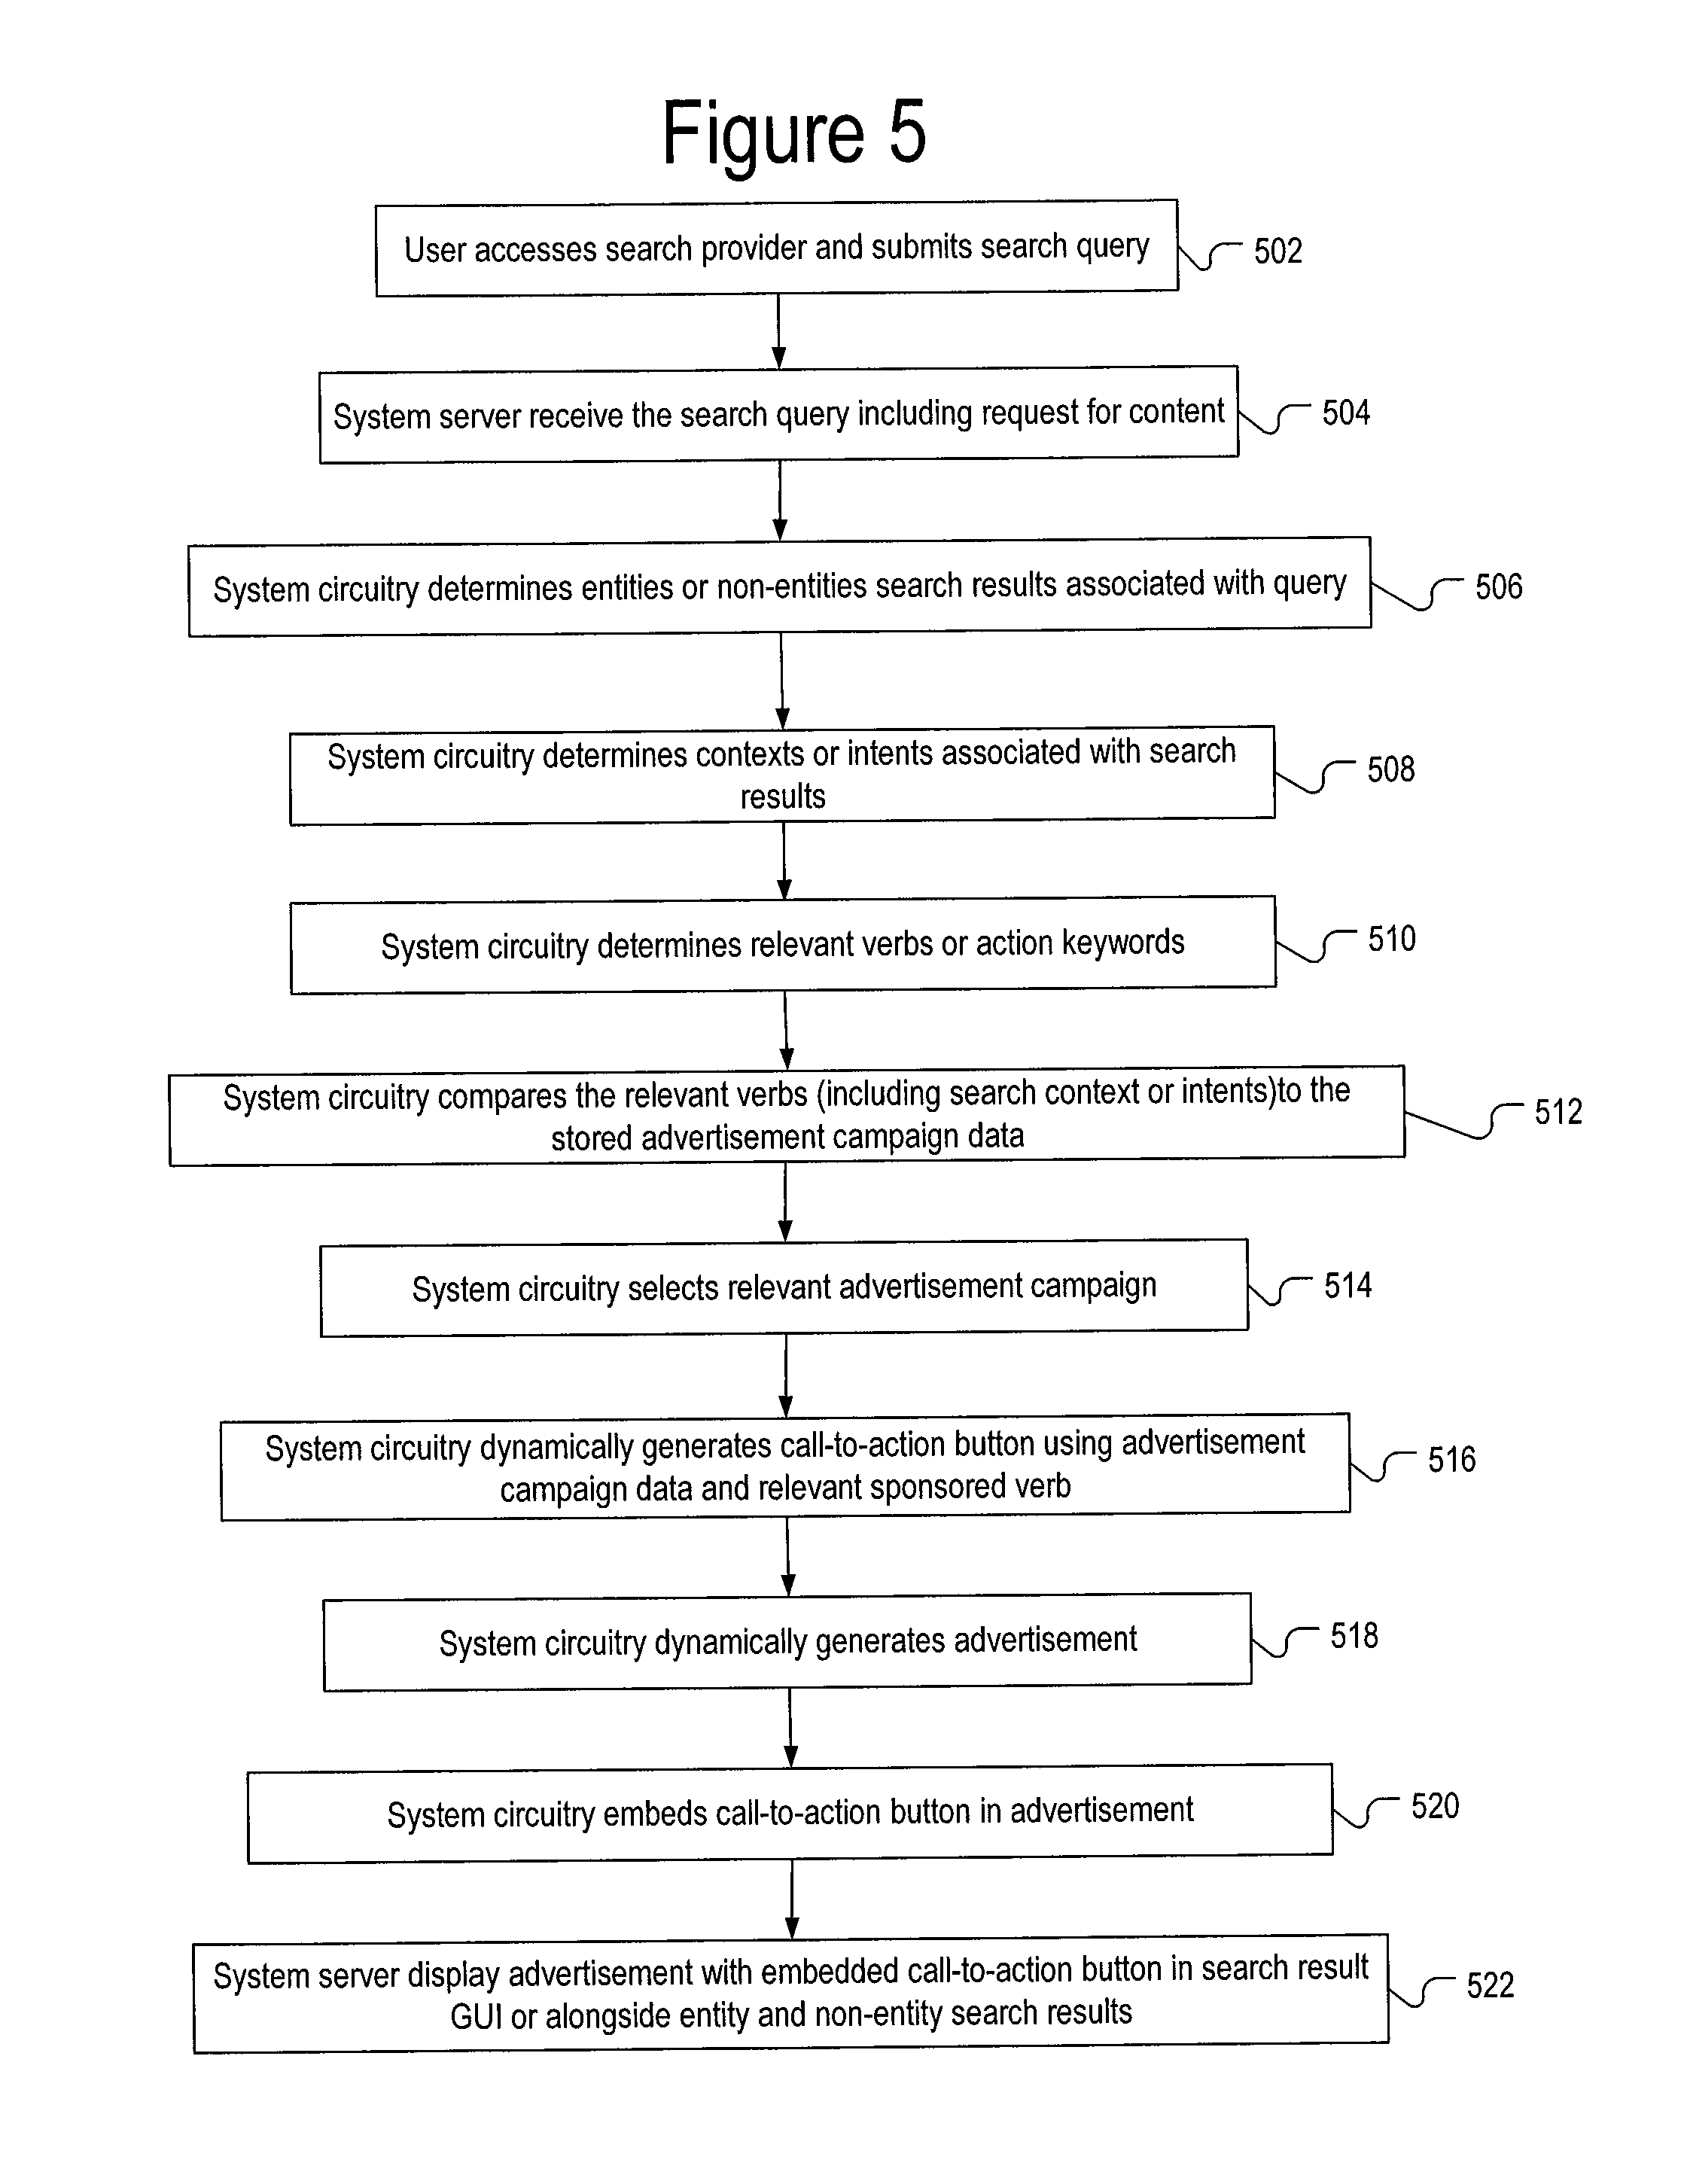 Figure 5
User accesses search provider and submits search query
502
System server receive the search query including request for content
504
System circuitry determines entities or non-entities search results associated with query
506
System circuitry determines contexts or intents associated with search
results
508
System circuitry determines relevant verbs or action keywords
510
System circuitry compares the relevant verbs (including search context or intents)to the
stored advertisement campaign data
512
System circuitry selects relevant advertisement campaign
514
System circuitry dynamically generates call-to-action button using advertisement
campaign data and relevant sponsored verb
516
System circuitry dynamically generates advertisement
518
System circuitry embeds call-to-action button in advertisement
520
System server display advertisement with embedded call-to-action button in search result
GUI or alongside entity and non-entity search results
522